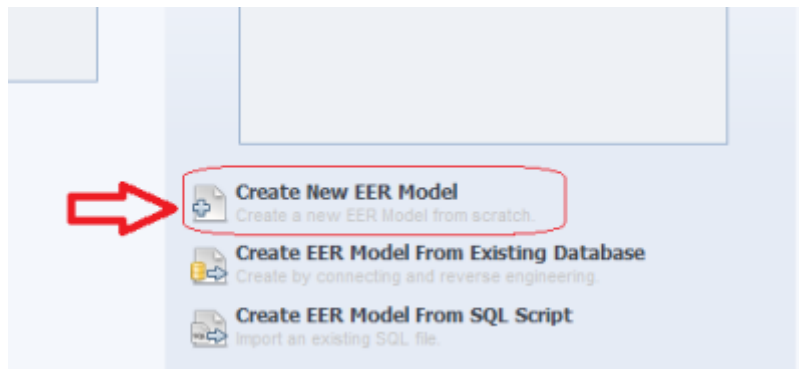 Create New EER Model
Create a new EER Model from scratch.
Create EER Model From Existing Database
Create by connecting and reverse engineering.
Create EER Model From SQL Script
Import an existing SQL file.